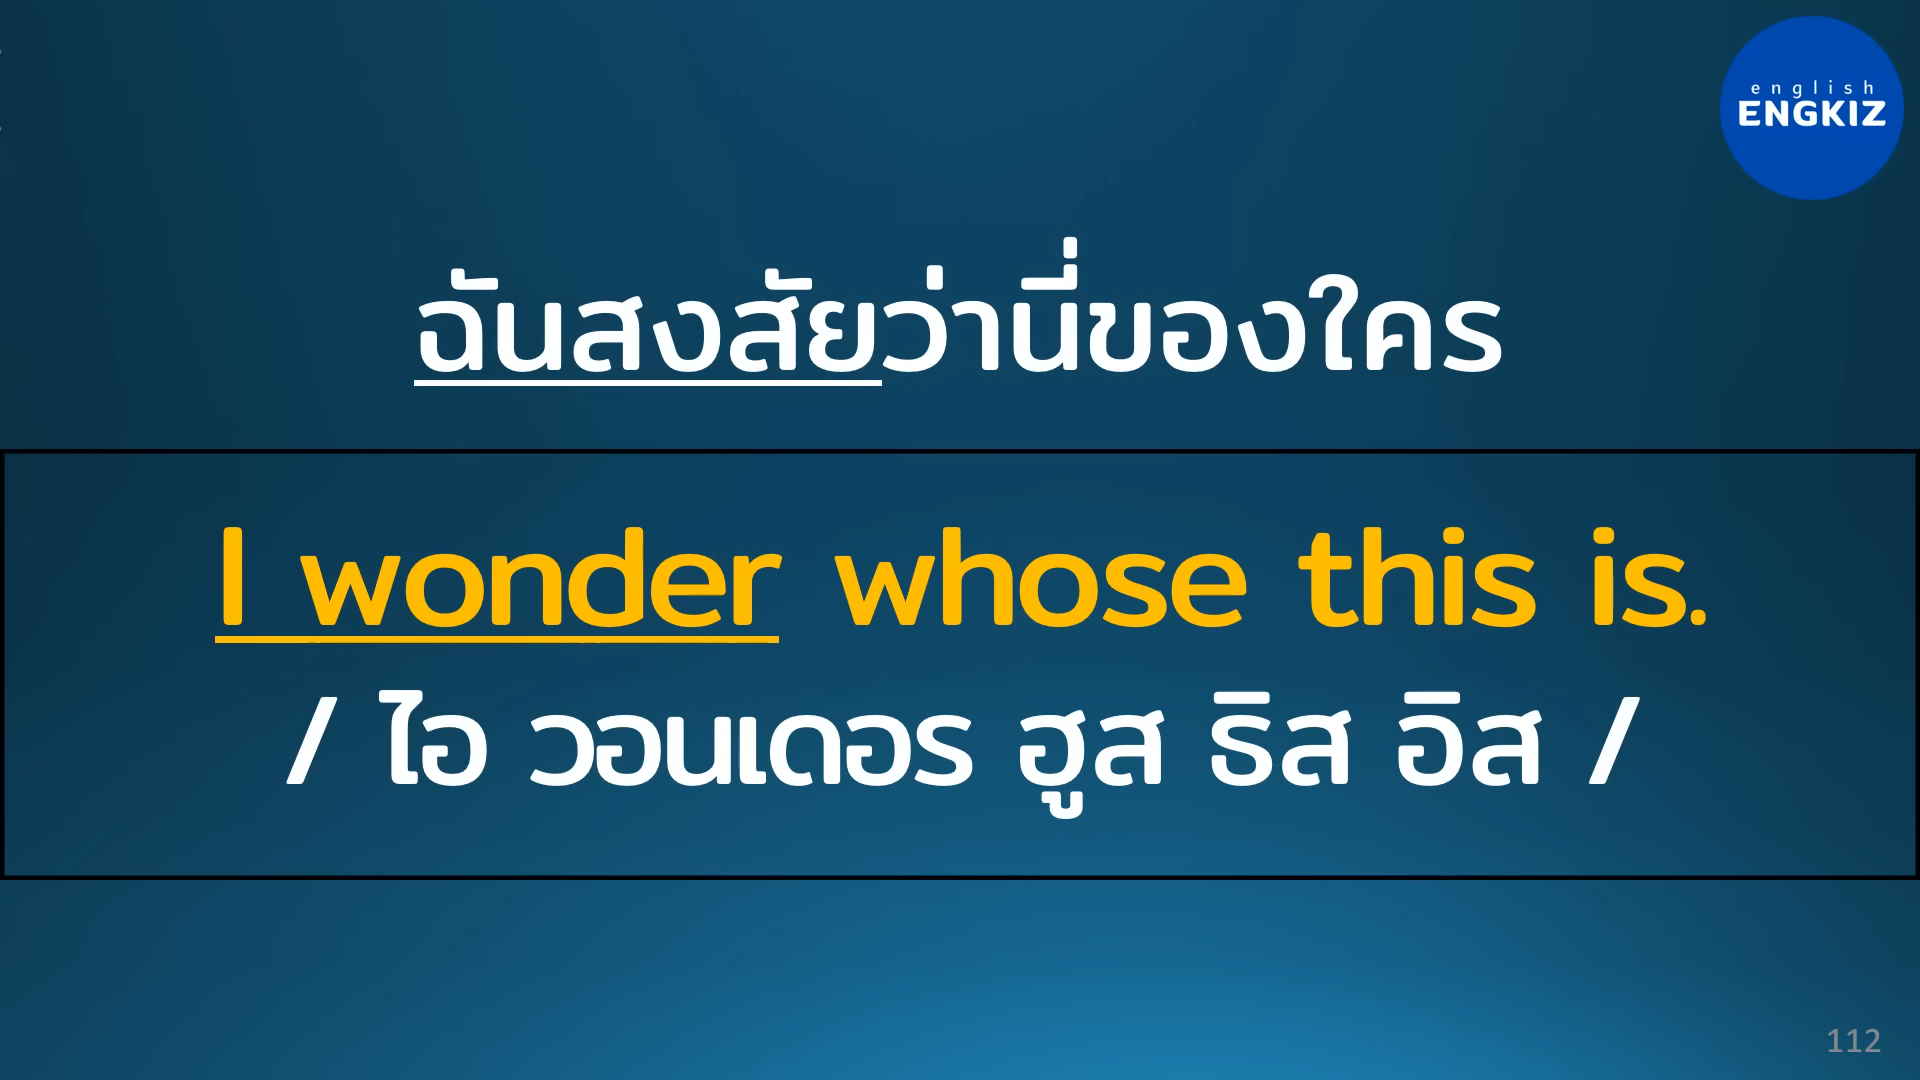 english
ENGKIZ
ฉันสงสัยว่านี่ของใคร
I wonder whose this is.
/ ไอ วอนเดอร ฮูส ธิส อิส /
112